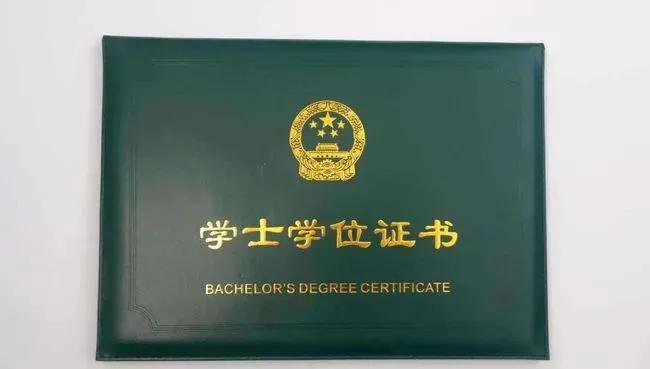 学士学位证书
BACHELOR'S DEGREE CERTIFICATE